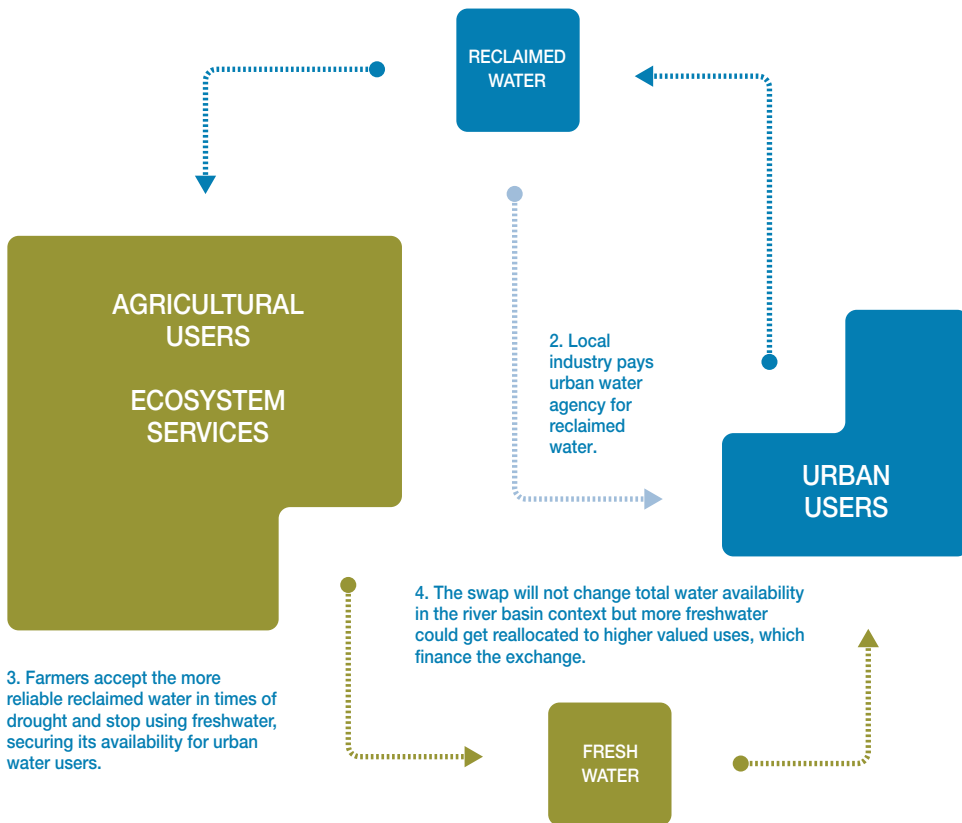 RECLAIMED
WATER
AGRICULTURAL
USERS
ECOSYSTEM
SERVICES
2. Local
industry pays
urban water
agency for
reclaimed
water.
URBAN
USERS
4. The swap will not change total water availability
in the river basin context but more freshwater
could get reallocated to higher valued uses, which
finance the exchange.
3. Farmers accept the more
reliable reclaimed water in times of
drought and stop using freshwater,
securing its availability for urban
water users.
FRESH
WATER